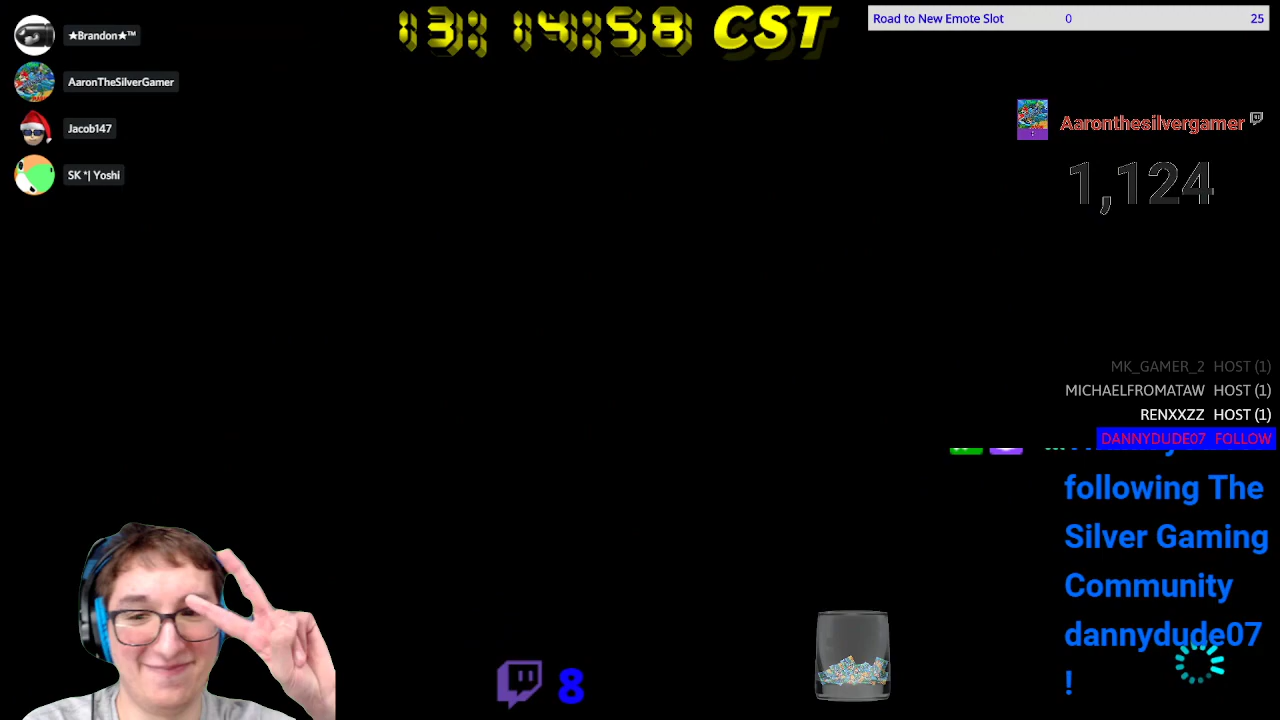 ★Brandon★™
AaronTheSilverGamer
Jacob147
SK *| Yoshi
13:14:58 CST
Road to New Emote Slot 0 25
Aaronthesilvergamer
1,124
MK_GAMER_2 HOST (1)
MICHAELFROMATAW HOST (1)
RENXXZZ HOST (1)
DANNYDUDE07 FOLLOW
following The
Silver Gaming
Community
dannydude07
!
8